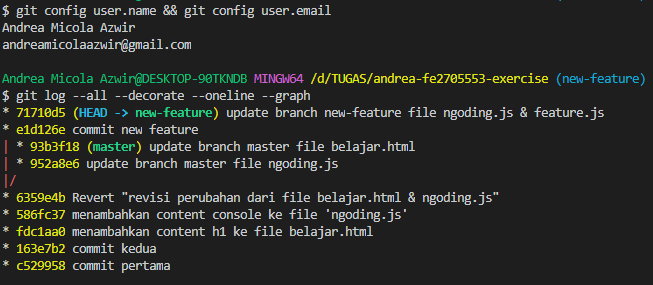 $ git config user.name && git config user.email
Andrea Micola Azwir
andreamicolaazwir@gmail.com
Andrea Micola Azwir@DESKTOP-90TKNDB MINGW64 /d/TUGAS/andrea-fe2705553-exercise (new-feature)
$ git log --all --decorate --oneline --graph
* 71710d5 (HEAD -> new-feature) update branch new-feature file ngoding.js & feature.js
* e1d126e commit new feature
| * 93b3f18 (master) update branch master file belajar.html
| * 952a8e6 update branch master file ngoding.js
|/
* 6359e4b Revert "revisi perubahan dari file belajar.html & ngoding.js"
* 586fc37 menambahkan content console ke file 'ngoding.js'
* fdc1aa0 menambahkan content h1 ke file belajar.html
* 163e7b2 commit kedua
* c529958 commit pertama